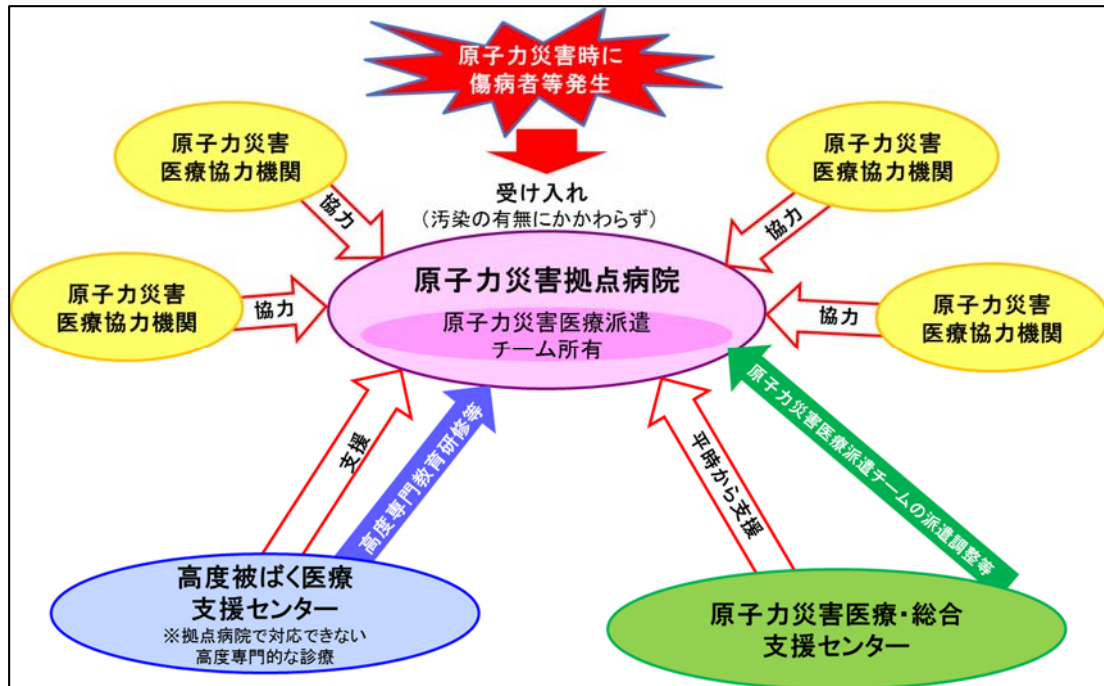 原子力災害時に
傷病者等発生
原子力災害
医療協力機関
原子力災害
医療協力機関
協力
受け入れ
（汚染の有無にかかわらず）
協力
原子力災害
医療協力機関
協力
原子力災害拠点病院
原子力災害医療派遣
チーム所有
協力
原子力災害
医療協力機関
支援
高度専門教育研修等
平時から支援
原子力災害医療派遣チームの派遣調整等
高度被ばく医療
支援センター
※拠点病院で対応できない
高度専門的な診療
原子力災害医療・総合
支援センター